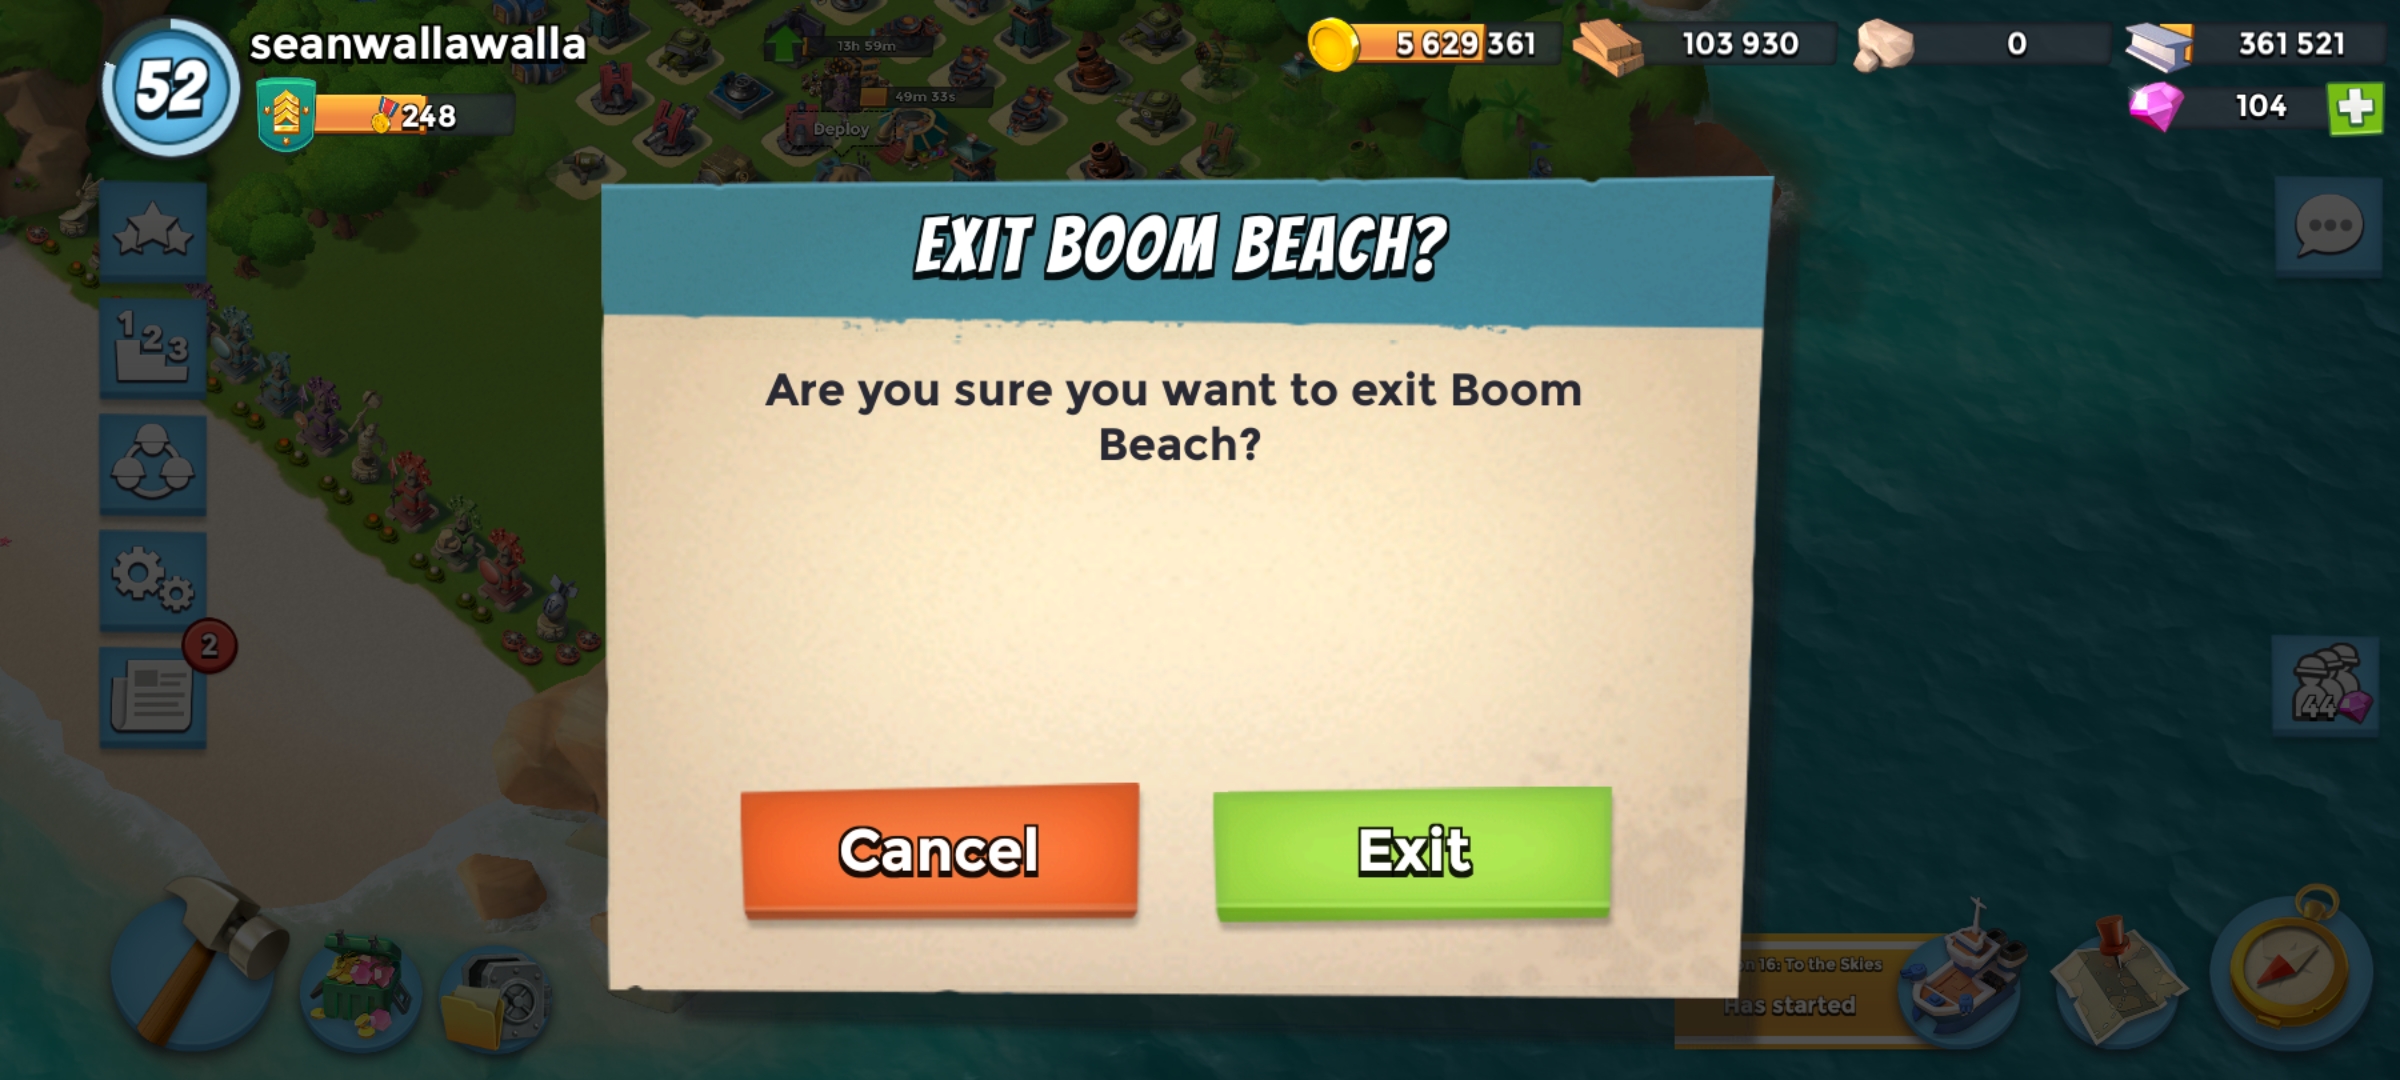 52
seanwallawalla
248
13h 59m
49m 33s
Deploy
5 629 361
103 930
0
361 521
104
EXIT BOOM BEACH?
1 2 3
Are you sure you want to exit Boom
Beach?
2
44
Cancel
Exit
n 16: To the Skies
Has started